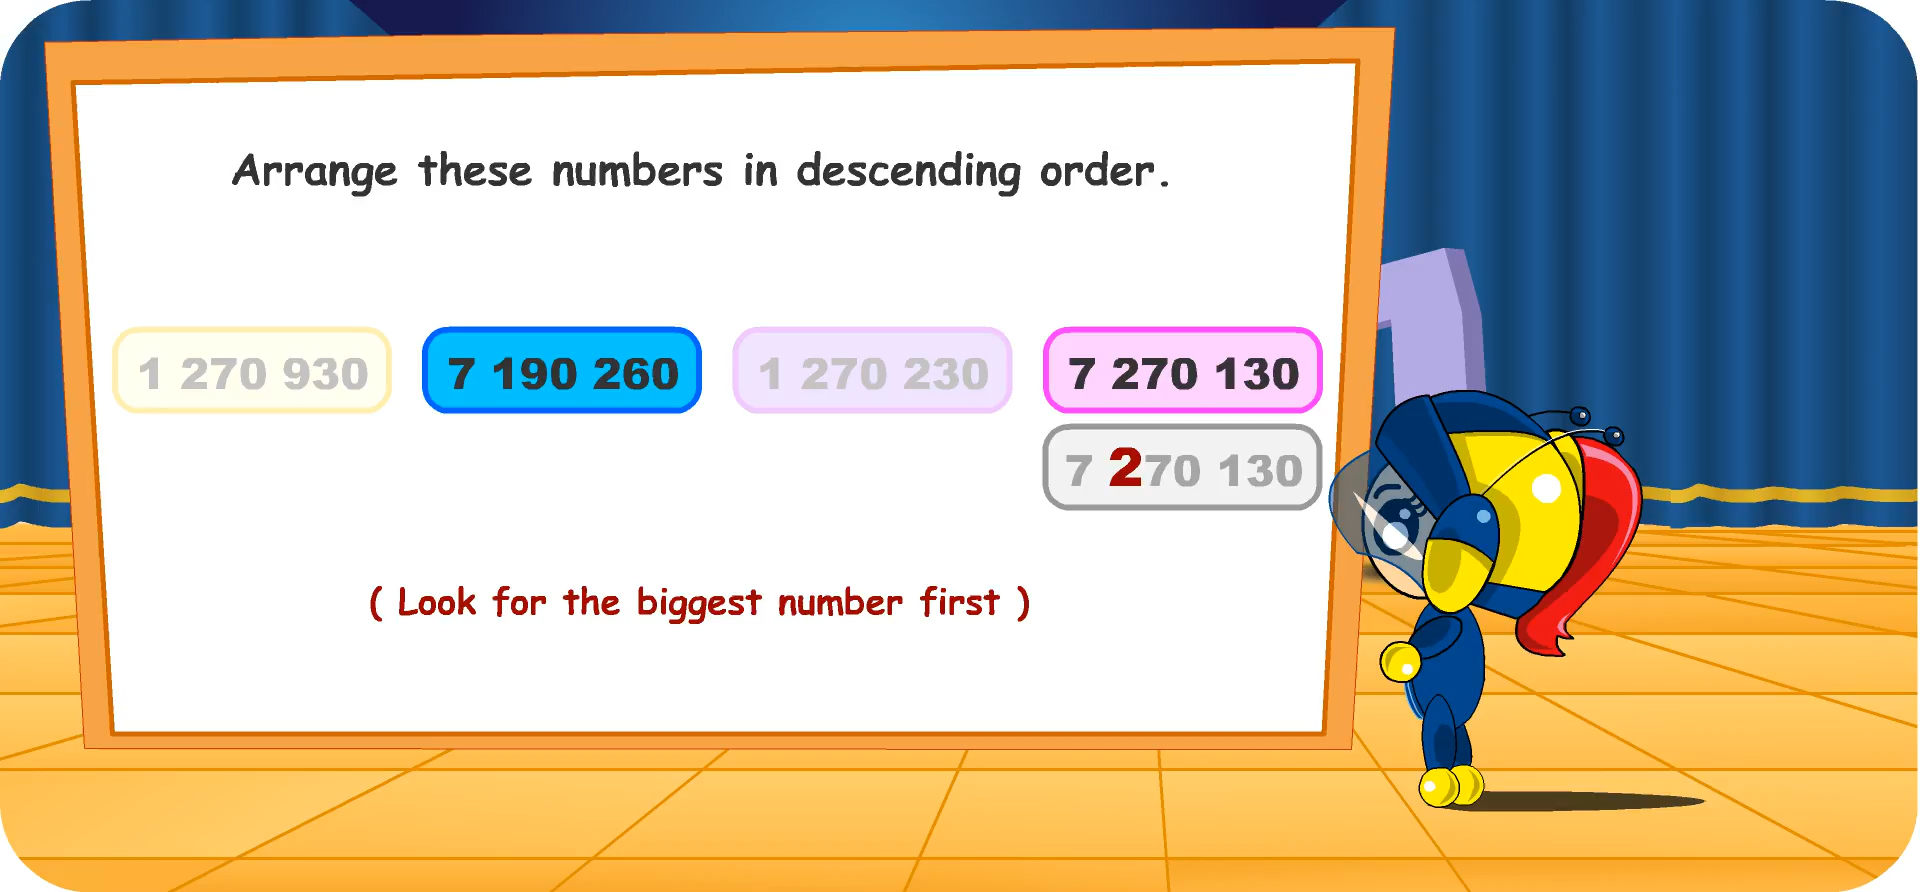 Arrange these numbers in descending order.
1 270 930 7 190 260 1 270 230 7 270 130
7 270 130
( Look for the biggest number first )